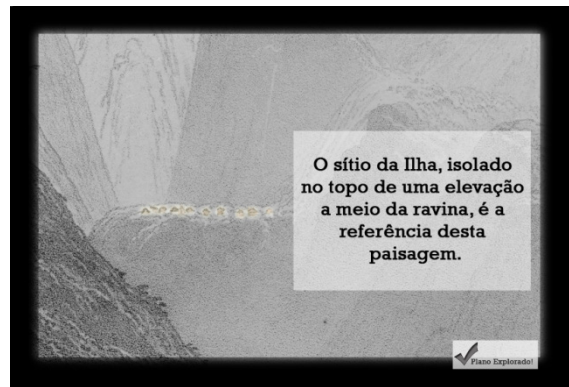 O sítio da Ilha, isolado
no topo de uma elevação
a meio da ravina, é a
referência desta
paisagem.
Plano Explorado!